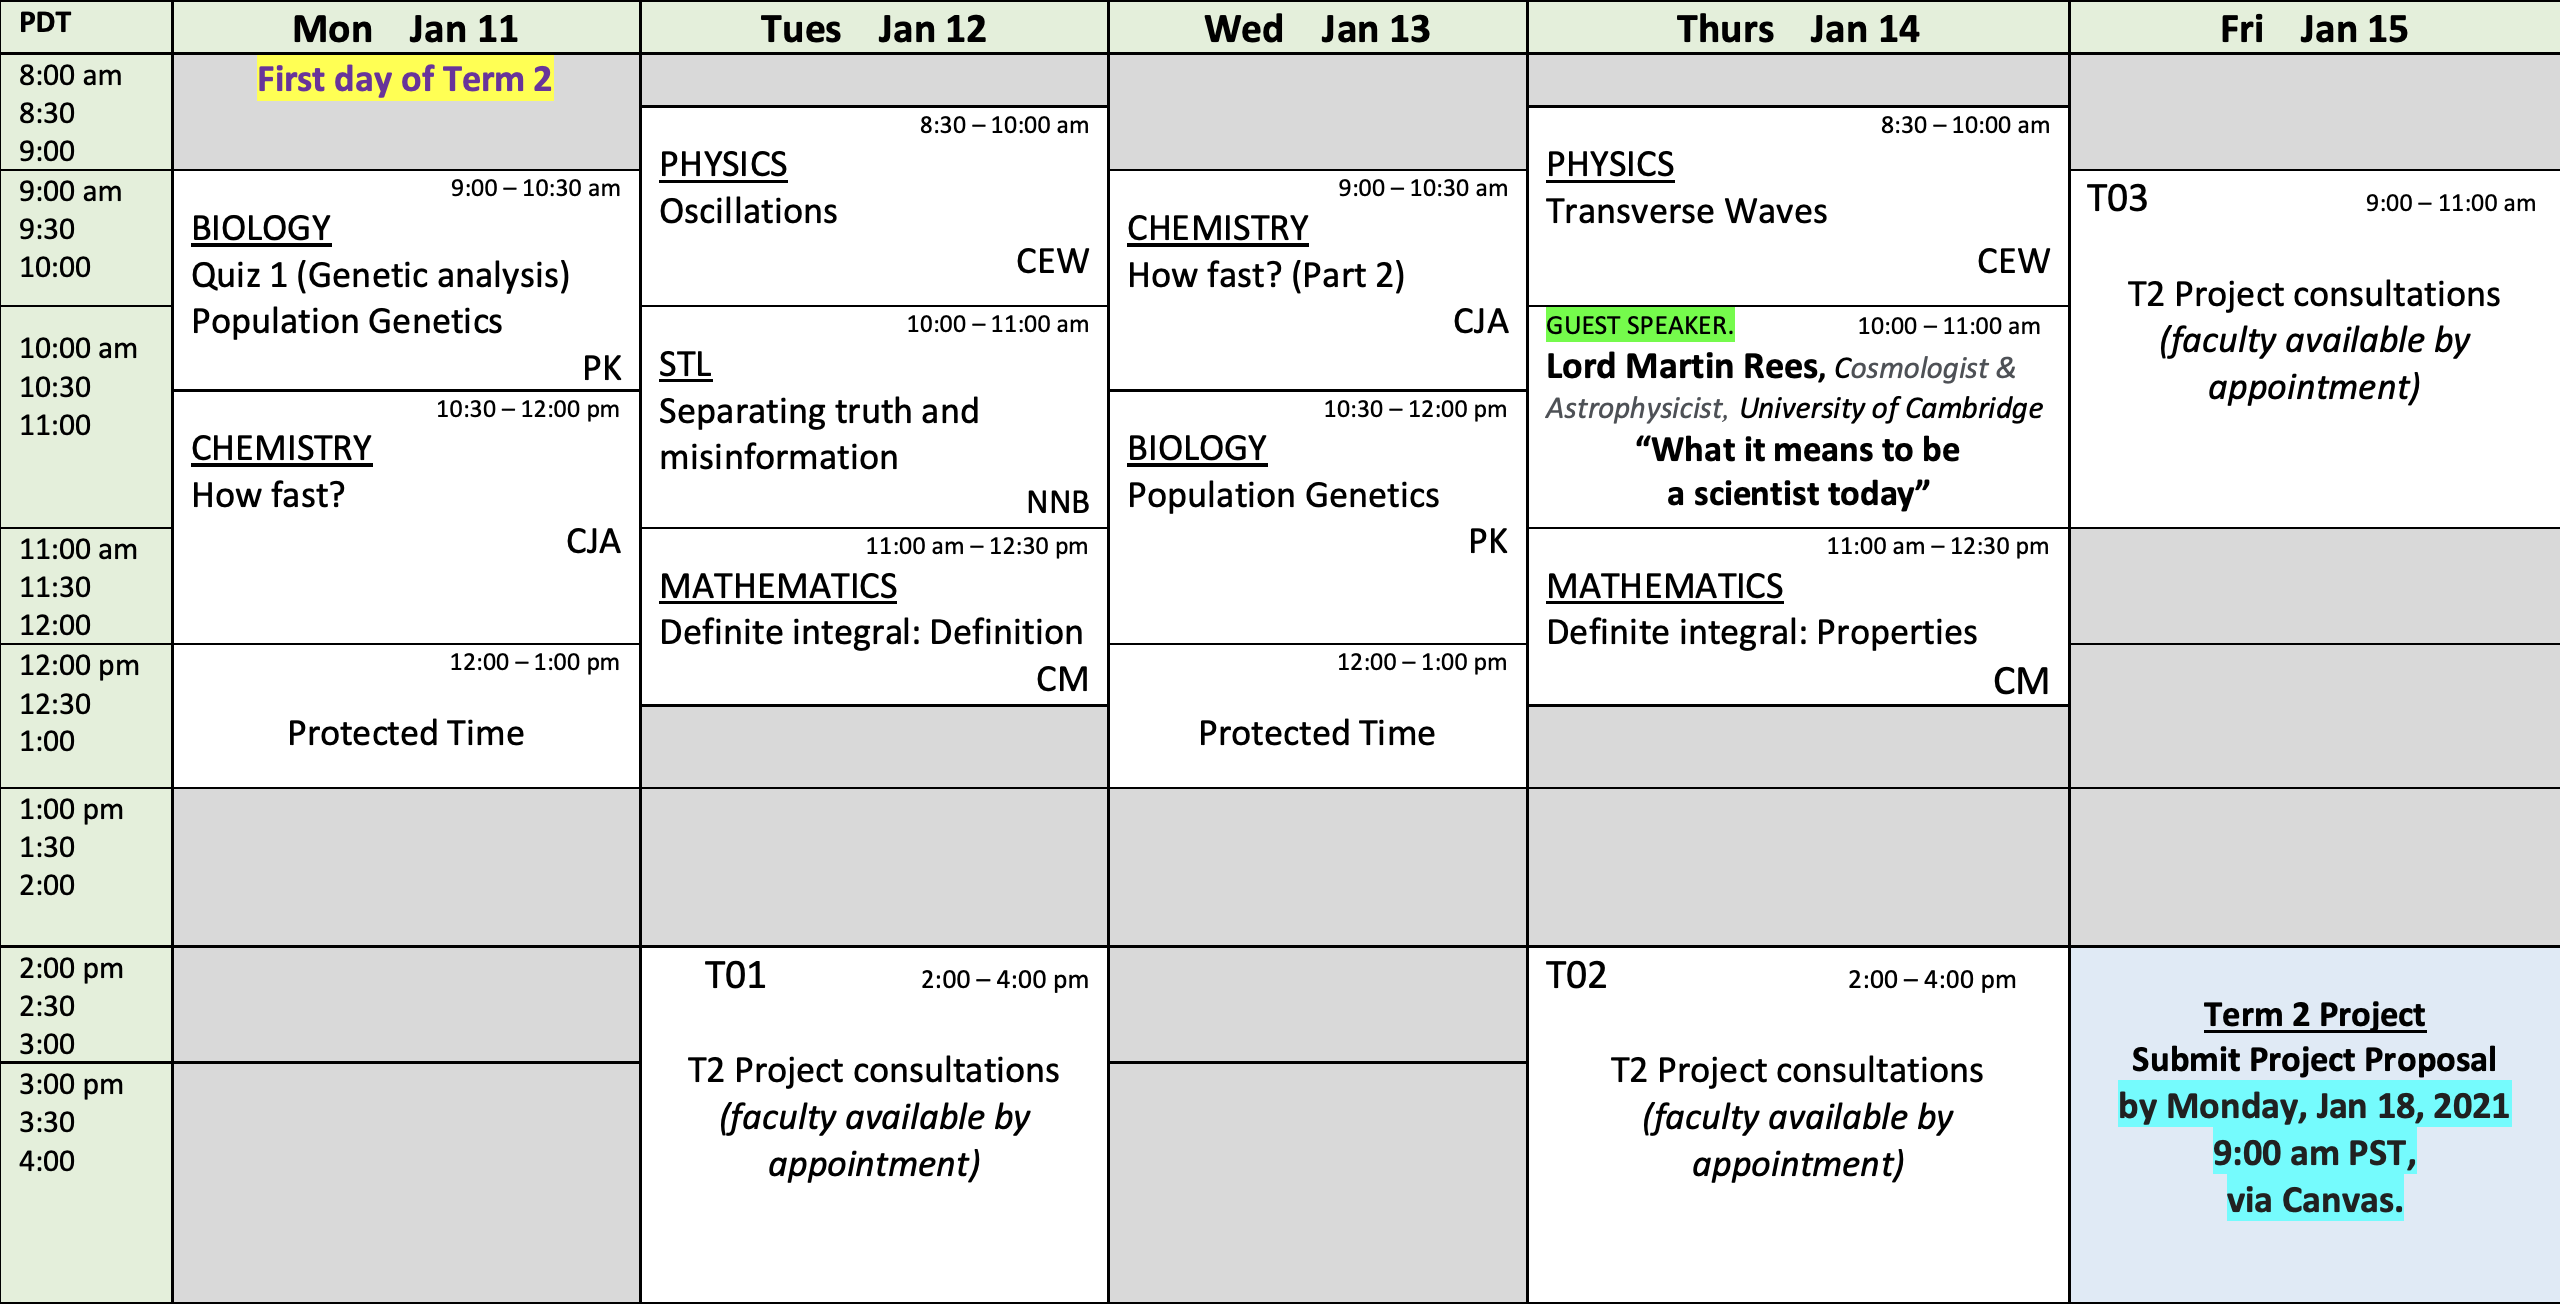 PDT
Mon Jan 11
Tues Jan 12
Wed Jan 13
Thurs Jan 14
Fri Jan 15
8:00 am
8:30
9:00
9:00 am
9:30
10:00
10:00 am
10:30
11:00
11:00 am
11:30
12:00
12:00 pm
12:30
1:00
1:00 pm
1:30
2:00
2:00 pm
2:30
3:00
3:00 pm
3:30
4:00
First day of Term 2
9:00 – 10:30 am
BIOLOGY
Quiz 1 (Genetic analysis)
Population Genetics
PK
10:30 – 12:00 pm
CHEMISTRY
How fast?
CJA
12:00 – 1:00 pm
Protected Time
8:30 – 10:00 am
PHYSICS
Oscillations
CEW
10:00 – 11:00 am
STL
Separating truth and
misinformation
NNB
11:00 am – 12:30 pm
MATHEMATICS
Definite integral: Definition
CM
T01 2:00 – 4:00 pm
T2 Project consultations
(faculty available by
appointment)
9:00 – 10:30 am
CHEMISTRY
How fast? (Part 2)
CJA
10:30 – 12:00 pm
BIOLOGY
Population Genetics
PK
12:00 – 1:00 pm
Protected Time
8:30 – 10:00 am
PHYSICS
Transverse Waves
CEW
GUEST SPEAKER. 10:00 – 11:00 am
Lord Martin Rees, Cosmologist &
Astrophysicist, University of Cambridge
“What it means to be
a scientist today”
11:00 am – 12:30 pm
MATHEMATICS
Definite integral: Properties
CM
T02 2:00 – 4:00 pm
T2 Project consultations
(faculty available by
appointment)
T03 9:00 – 11:00 am
T2 Project consultations
(faculty available by
appointment)
Term 2 Project
Submit Project Proposal
by Monday, Jan 18, 2021
9:00 am PST,
via Canvas.